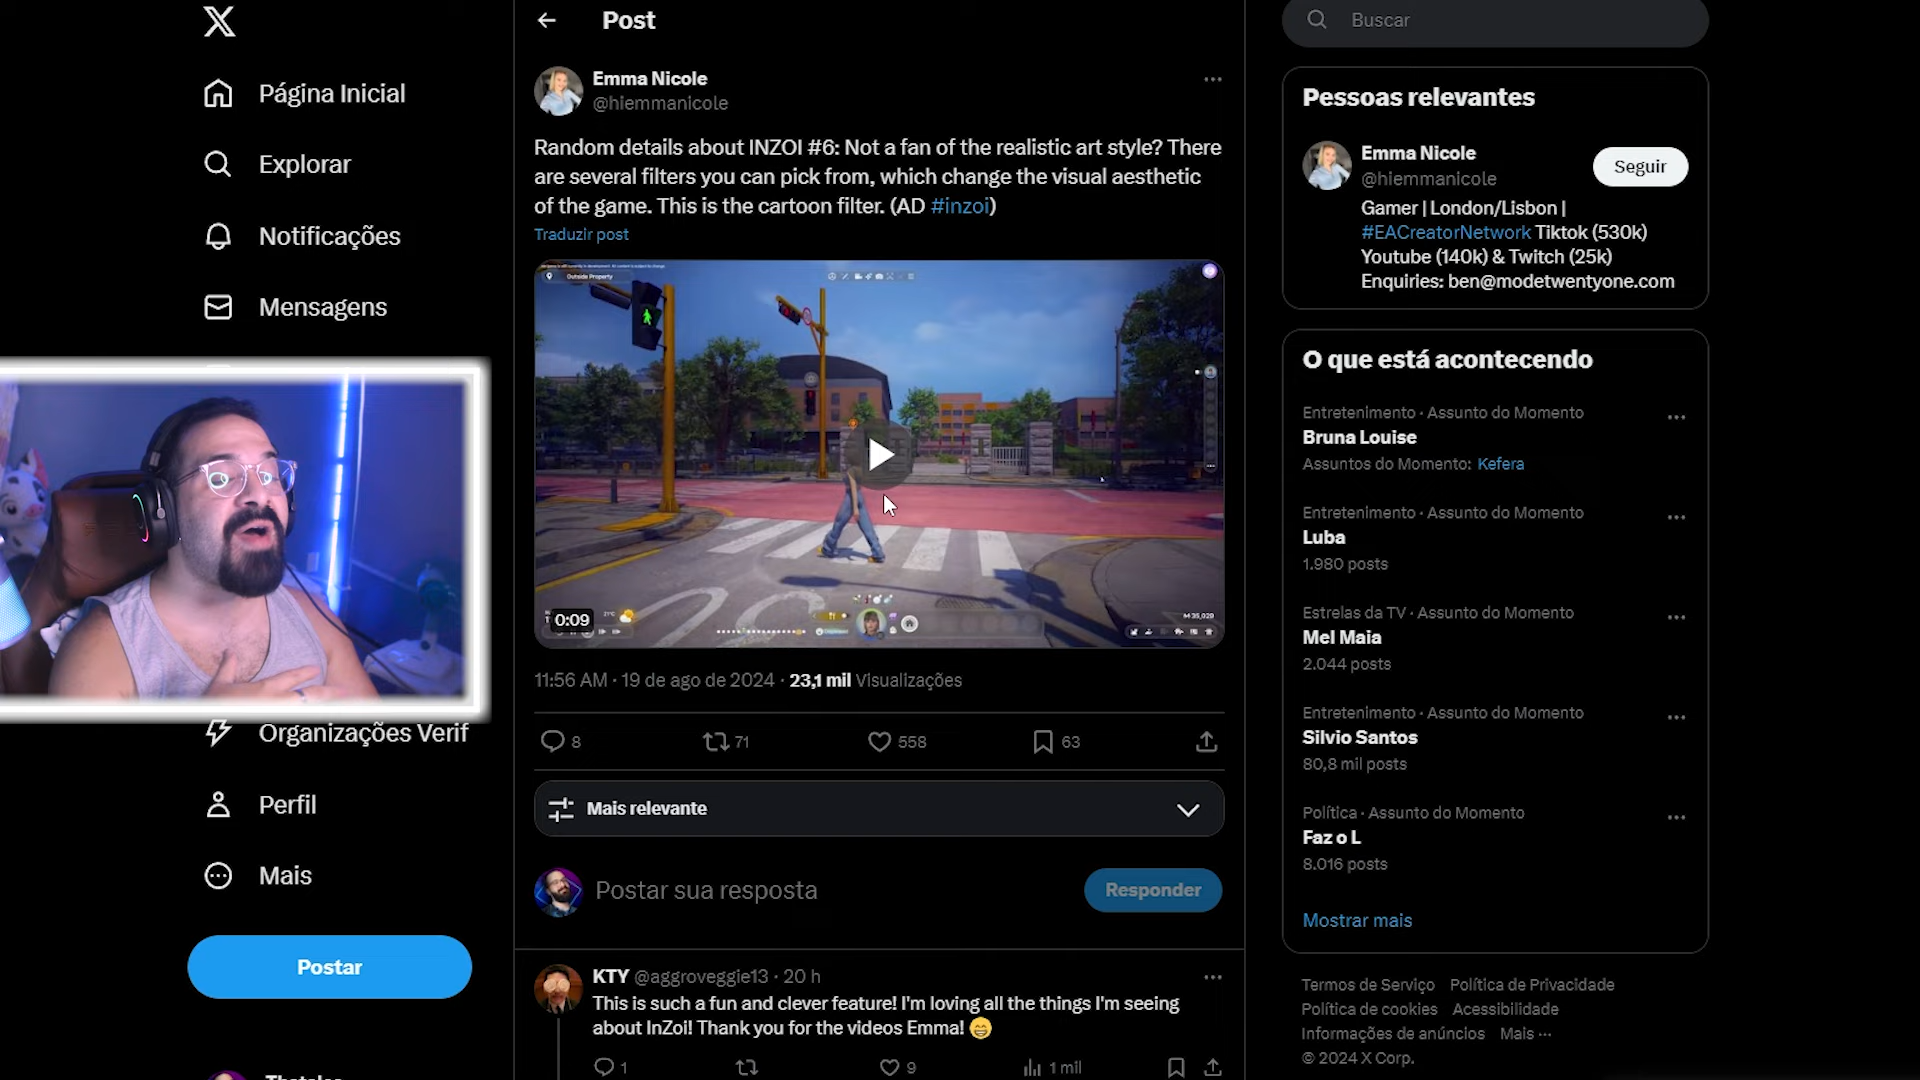 Página Inicial
Explorar
Notificações
Mensagens
Organizações Verif
Perfil
Mais
Postar
Post
Emma Nicole
@hiemmanicole
Random details about INZOI #6: Not a fan of the realistic art style? There
are several filters you can pick from, which change the visual aesthetic
of the game. This is the cartoon filter. (AD #inzoi)
Traduzir post
Outside Property
0:09
11:56 AM · 19 de ago de 2024 · 23,1 mil Visualizações
8 71 558 63
Mais relevante
Postar sua resposta
Responder
KTY @aggroveggie13 · 20 h
This is such a fun and clever feature! I'm loving all the things I'm seeing
about InZoi! Thank you for the videos Emma! 😁
1 9 1 mil
Buscar
Pessoas relevantes
Emma Nicole
@hiemmanicole
Seguir
Gamer | London/Lisbon |
#EACreatorNetwork Tiktok (530k)
Youtube (140k) & Twitch (25k)
Enquiries: ben@modetwentyone.com
O que está acontecendo
Entretenimento · Assunto do Momento
Bruna Louise
Assuntos do Momento: Kefera
Entretenimento · Assunto do Momento
Luba
1.980 posts
Estrelas da TV · Assunto do Momento
Mel Maia
2.044 posts
Entretenimento · Assunto do Momento
Silvio Santos
80,8 mil posts
Política · Assunto do Momento
Faz o L
8.016 posts
Mostrar mais
Termos de Serviço Política de Privacidade
Política de cookies Acessibilidade
Informações de anúncios Mais ···
© 2024 X Corp.